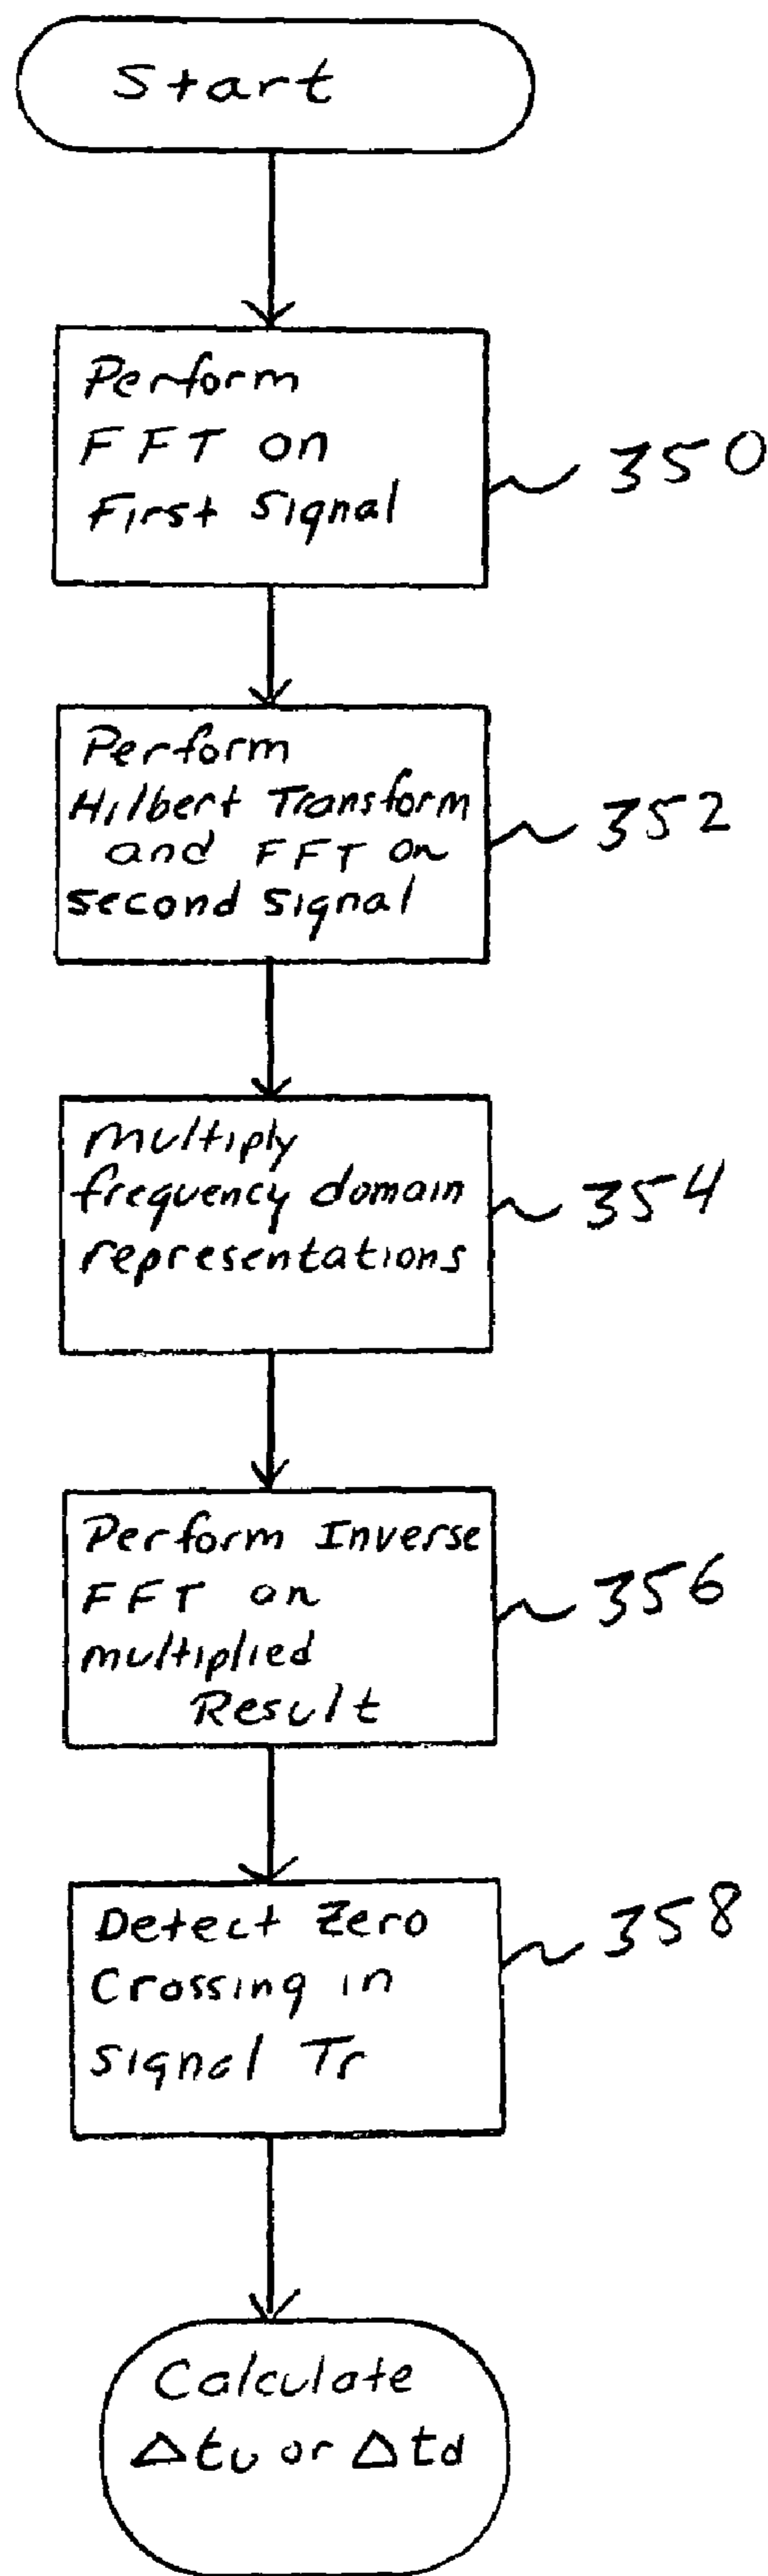 Start
Perform
FFT on
First Signal
350
Perform
Hilbert Transform
and FFT on
second signal
352
Multiply
frequency domain
representations
354
Perform Inverse
FFT on
multiplied
Result
356
Detect Zero
Crossing in
signal Tr
358
Calculate
Δtu or Δtd